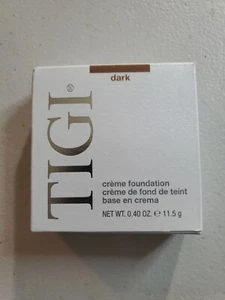 dark
TIGI®
crème foundation
crème de fond de teint
base en crema
NET WT. 0.40 OZ. ℮ 11.5 g